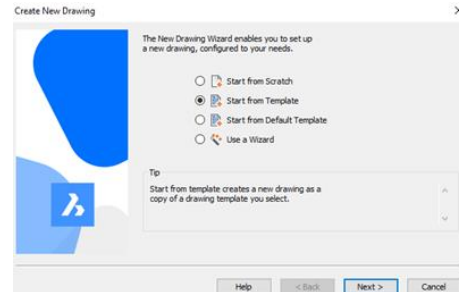 Create New Drawing
The New Drawing Wizard enables you to set up
a new drawing, configured to your needs.
Start from Scratch
Start from Template
Start from Default Template
Use a Wizard
Tip
Start from template creates a new drawing as a
copy of a drawing template you select.
Help < Back Next > Cancel